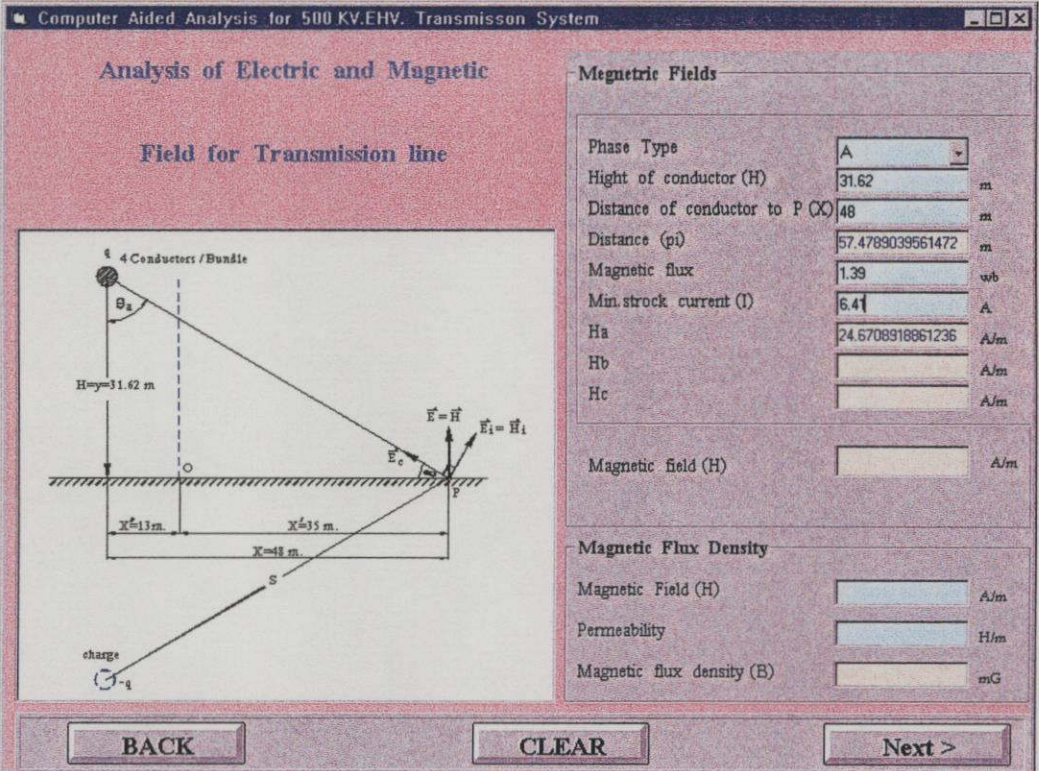 Computer Aided Analysis for 500 KV.EHV. Transmisson System
Analysis of Electric and Magnetic
Field for Transmission line
q 4 Conductors / Bundle
θa
H=y=31.62 m
E = H
Ei = Hi
Ec
O
P
X=13m.
X=35 m.
X=48 m.
S
charge
-q
Megnetric Fields
Phase Type A
Hight of conductor (H) 31.62 m
Distance of conductor to P (X) 48 m
Distance (pi) 57.4789039561472 m
Magnetic flux 1.39 wb
Min. strock current (I) 6.41 A
Ha 24.6708918861236 A/m
Hb A/m
Hc A/m
Magnetic field (H) A/m
Magnetic Flux Density
Magnetic Field (H) A/m
Permeability H/m
Magnetic flux density (B) mG
BACK
CLEAR
Next >